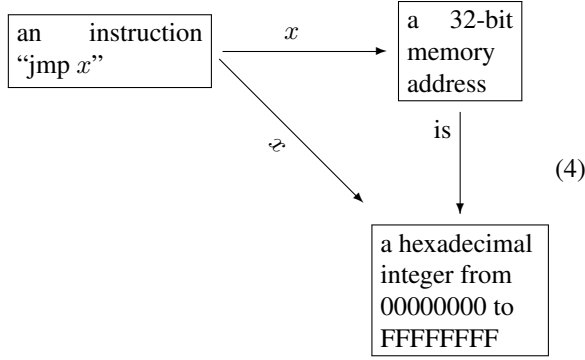 an instruction
“jmp x”
x
a 32-bit
memory
address
x
is
(4)
a hexadecimal
integer from
00000000 to
FFFFFFFF